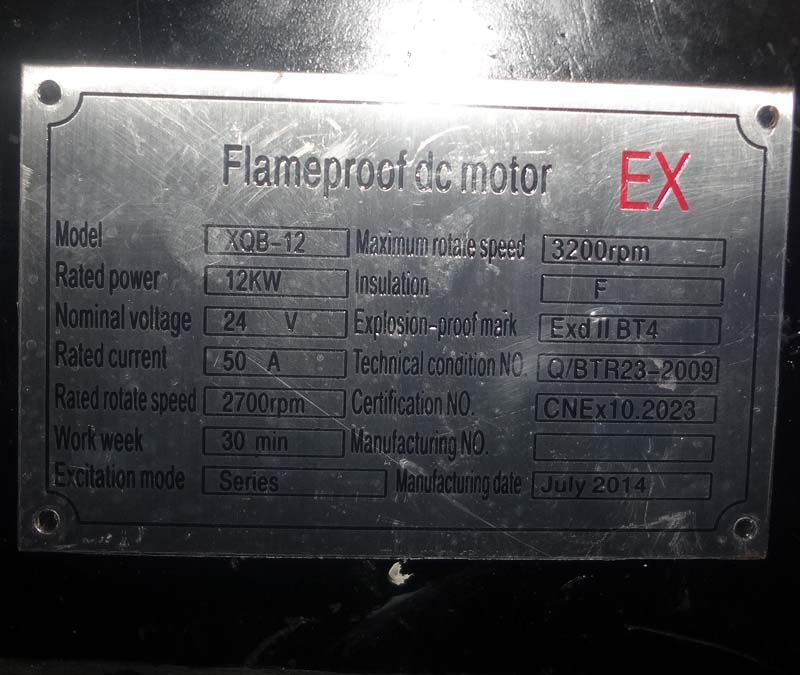 Flameproof dc motor EX
Model XQB-12 Maximum rotate speed 3200rpm
Rated power 12KW Insulation F
Nominal voltage 24 V Explosion-proof mark Exd II BT4
Rated current 50 A Technical condition NO. Q/BTR23-2009
Rated rotate speed 2700rpm Certification NO. CNEx10.2023
Work week 30 min Manufacturing NO.
Excitation mode Series Manufacturing date July 2014